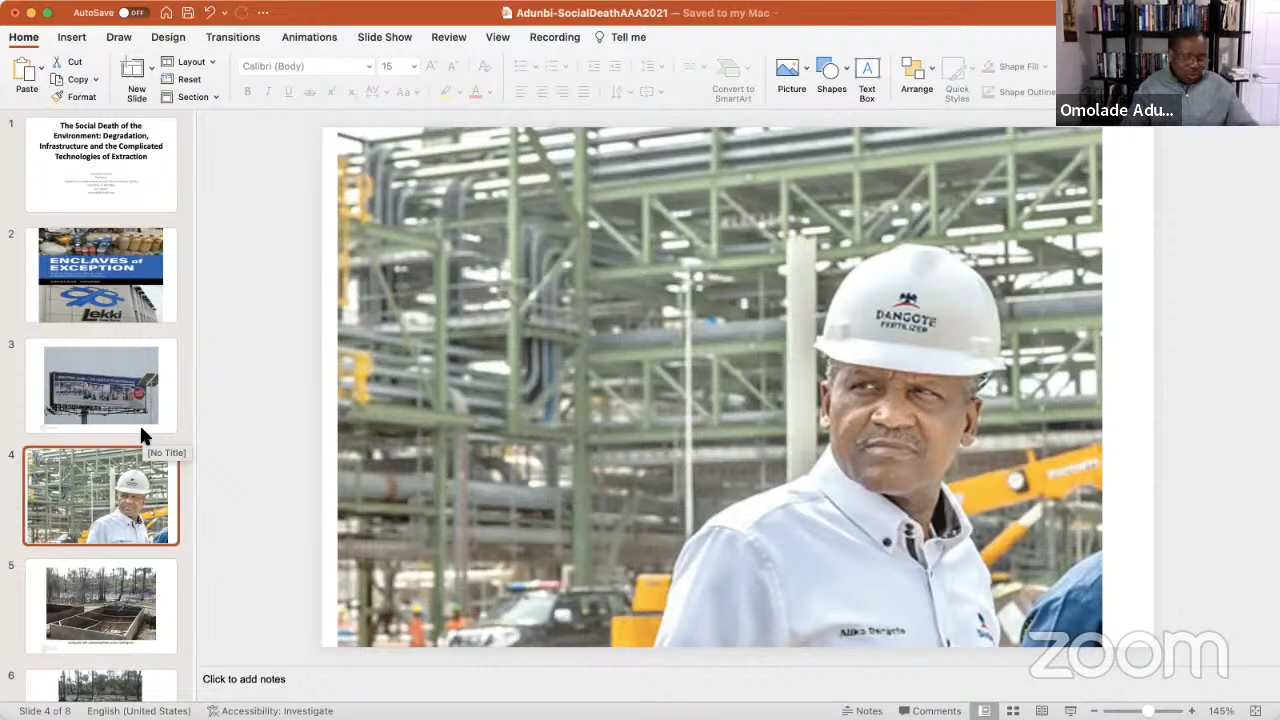 AutoSave OFF
Adunbi-SocialDeathAAA2021 — Saved to my Mac
Home Insert Draw Design Transitions Animations Slide Show Review View Recording Tell me
Paste
Cut
Copy
Format
New Slide
Layout
Reset
Section
Calibri (Body) 15
Convert to SmartArt
Picture
Shapes
Text Box
Arrange
Quick Styles
Shape Fill
Shape Outline
Omolade Adu...
1
The Social Death of the
Environment: Degradation,
Infrastructure and the Complicated
Technologies of Extraction
2
ENCLAVES of
EXCEPTION
Lekki
3
[No Title]
4
5
6
DANGOTE
FERTILIZER
Aliko Dangote
zoom
Click to add notes
Slide 4 of 8 English (United States) Accessibility: Investigate Notes Comments 145%